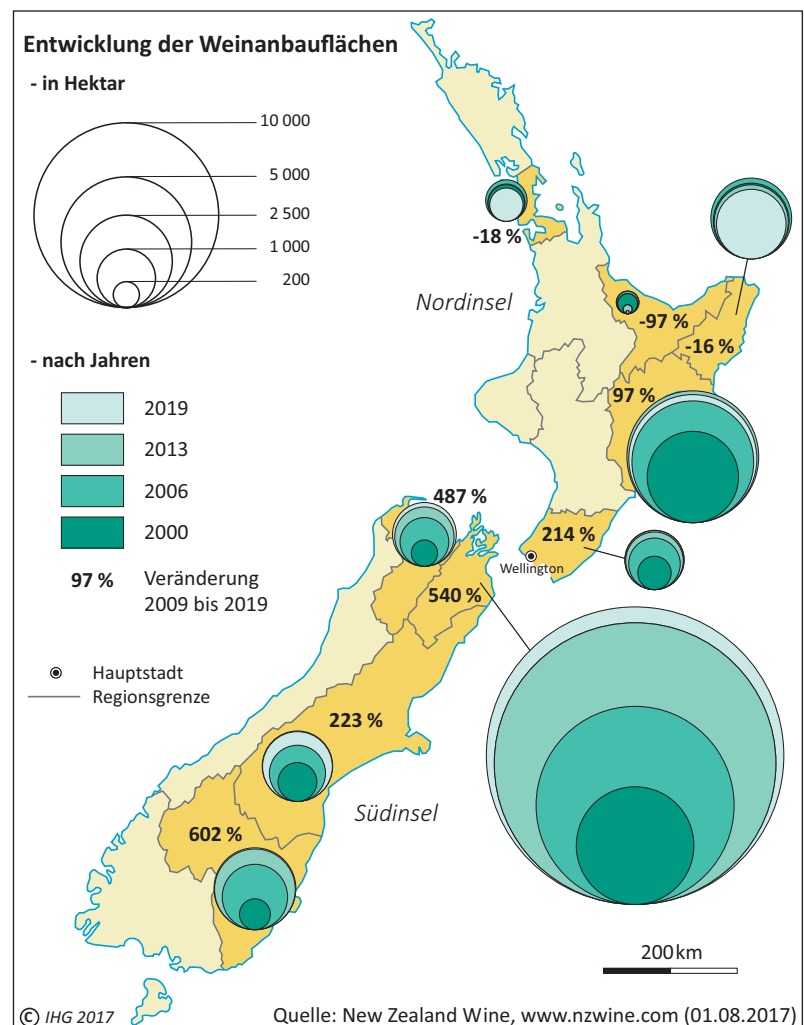 Entwicklung der Weinanbauflächen
- in Hektar
10 000
5 000
2 500
1 000
200
- nach Jahren
2019
2013
2006
2000
97 % Veränderung
2009 bis 2019
Hauptstadt
Regionsgrenze
-18 %
Nordinsel
-97 %
-16 %
97 %
487 %
214 %
Wellington
540 %
223 %
Südinsel
602 %
200 km
© IHG 2017
Quelle: New Zealand Wine, www.nzwine.com (01.08.2017)